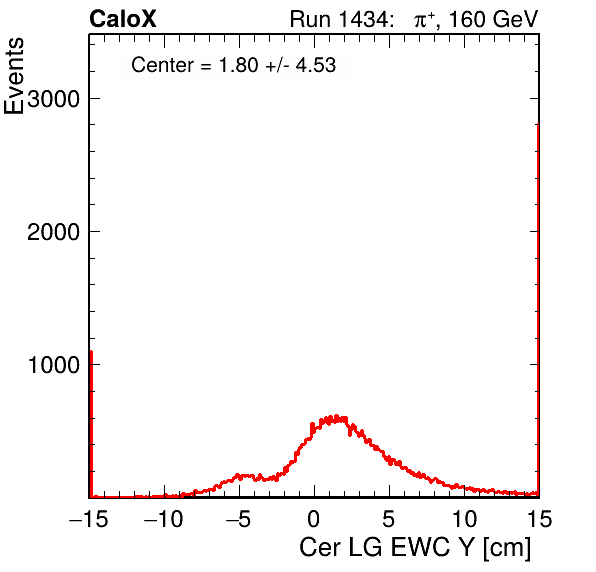 CaloX Run 1434: π⁺, 160 GeV
Center = 1.80 +/- 4.53
Events
3000
2000
1000
−15 −10 −5 0 5 10 15
Cer LG EWC Y [cm]